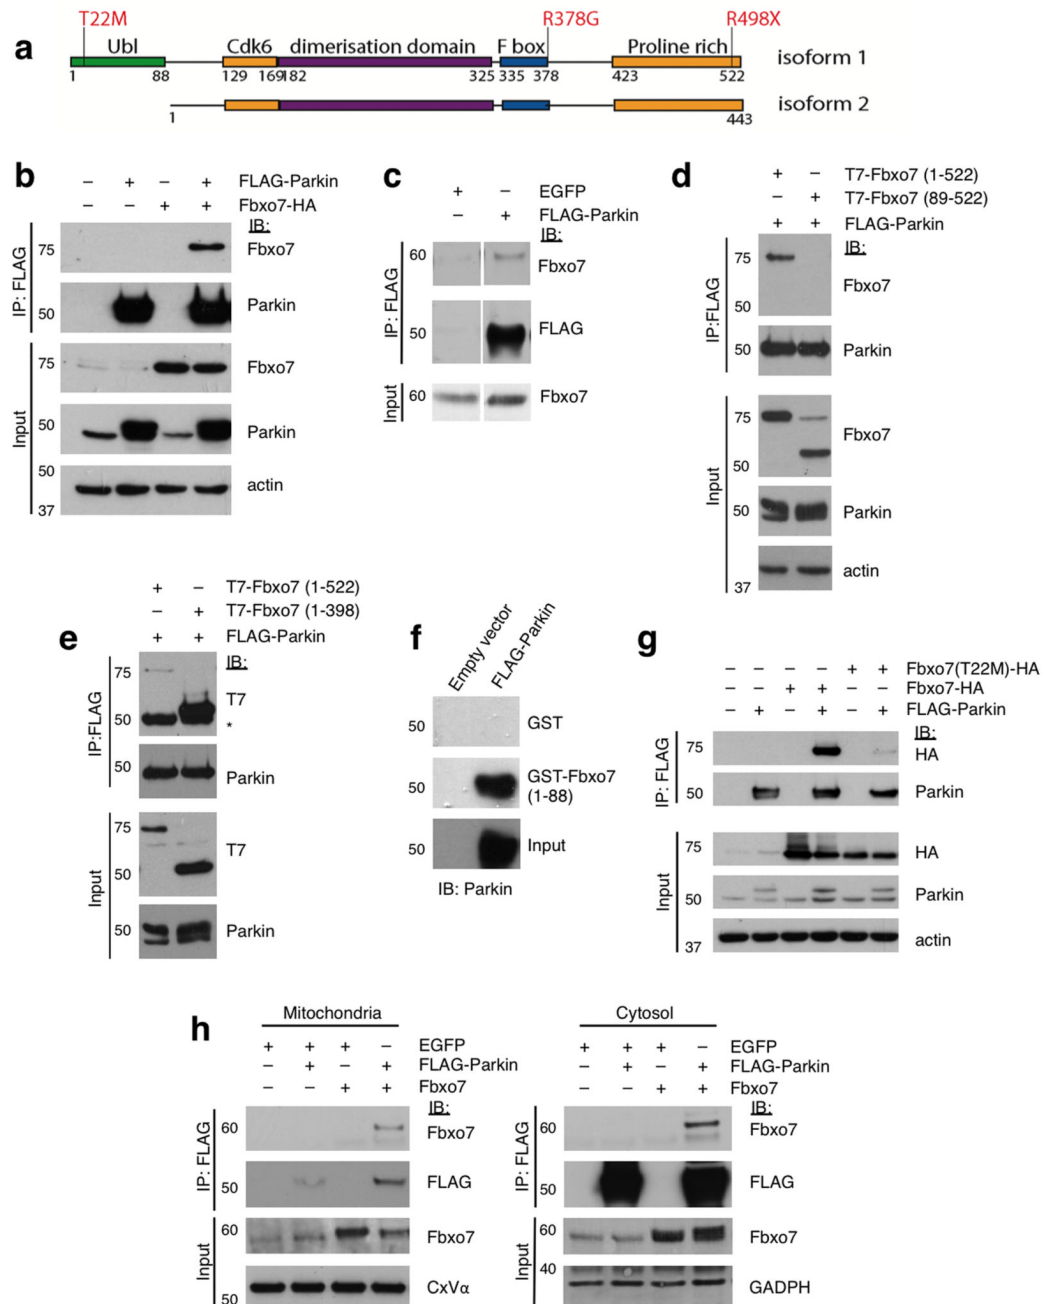 a
T22M R378G R498X
Ubl Cdk6 dimerisation domain F box Proline rich isoform 1
1 88 129 169 182 325 335 378 423 522
isoform 2
1 443
b
– + – + FLAG-Parkin
– – + + Fbxo7-HA
IB:
IP: FLAG
75 Fbxo7
50 Parkin
Input
75 Fbxo7
50 Parkin
50 actin
37
c
+ – EGFP
– + FLAG-Parkin
IB:
IP: FLAG
60 Fbxo7
50 FLAG
Input
60 Fbxo7
d
+ – T7-Fbxo7 (1-522)
– + T7-Fbxo7 (89-522)
+ + FLAG-Parkin
IB:
IP:FLAG
75
Fbxo7
50
50 Parkin
Input
75
Fbxo7
50
50 Parkin
actin
37
e
+ – T7-Fbxo7 (1-522)
– + T7-Fbxo7 (1-398)
+ + FLAG-Parkin
IB:
IP:FLAG
75
T7
50 *
50 Parkin
Input
75
T7
50
50 Parkin
f
Empty vector
FLAG-Parkin
50 GST
50 GST-Fbxo7
(1-88)
50 Input
IB: Parkin
g
– – – – + + Fbxo7(T22M)-HA
– – + + – – Fbxo7-HA
– + – + – + FLAG-Parkin
IB:
IP: FLAG
75 HA
50 Parkin
Input
75 HA
50 Parkin
37 actin
h
Mitochondria
+ + + – EGFP
– + – + FLAG-Parkin
– – + + Fbxo7
IB:
IP: FLAG
60 Fbxo7
50 FLAG
Input
60 Fbxo7
50 CxVα
Cytosol
+ + + – EGFP
– + – + FLAG-Parkin
– – + + Fbxo7
IB:
IP: FLAG
60 Fbxo7
50 FLAG
Input
60 Fbxo7
40 GADPH